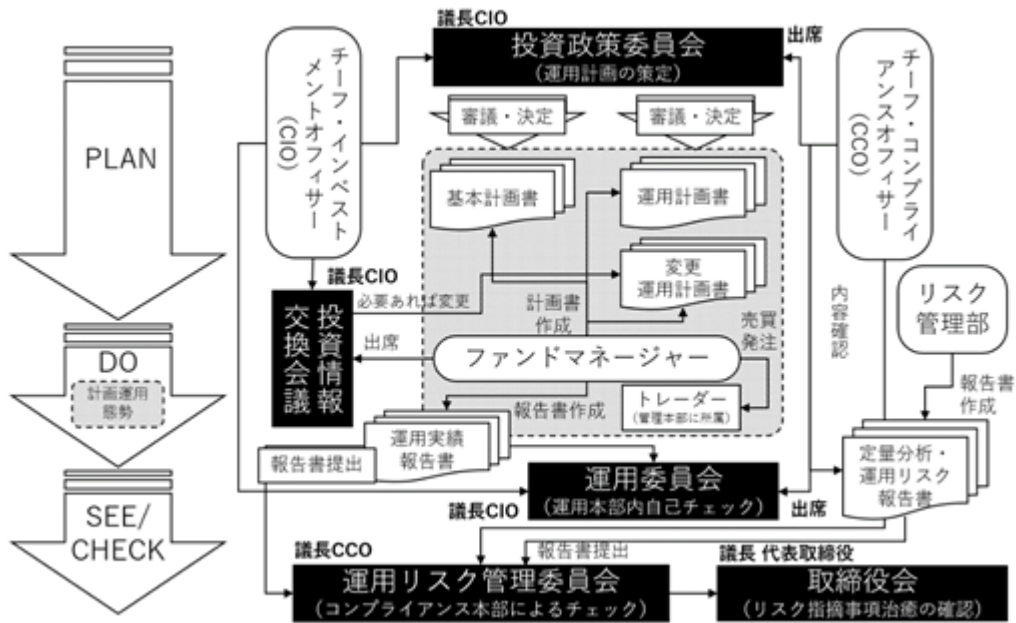 議長CIO
投資政策委員会
(運用計画の策定)
出席
チーフ・インベスト
メントオフィサー
(CIO)
チーフ・コンプライ
アンスオフィサー
(CCO)
PLAN
審議・決定
審議・決定
基本計画書
運用計画書
変更
運用計画書
議長CIO
投資情報
交換会議
必要あれば変更
出席
計画書
作成
売買
発注
内容確認
リスク
管理部
ファンドマネージャー
DO
計画運用
態勢
報告書作成
トレーダー
(管理本部に所属)
報告書
作成
運用実績
報告書
報告書提出
定量分析・
運用リスク
報告書
運用委員会
(運用本部内自己チェック)
議長CIO
出席
SEE/
CHECK
議長CCO
報告書提出
議長 代表取締役
運用リスク管理委員会
(コンプライアンス本部によるチェック)
取締役会
(リスク指摘事項治癒の確認)